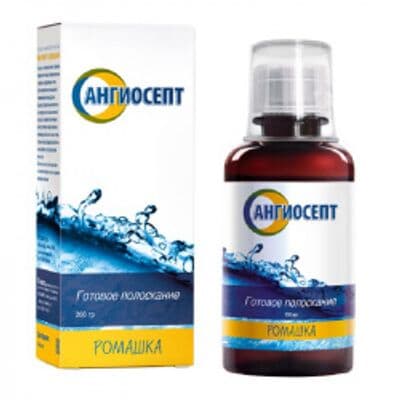 АНГИОСЕПТ
Готовое полоскание
200 гр
РОМАШКА
АНГИОСЕПТ
Готовое полоскание
РОМАШКА